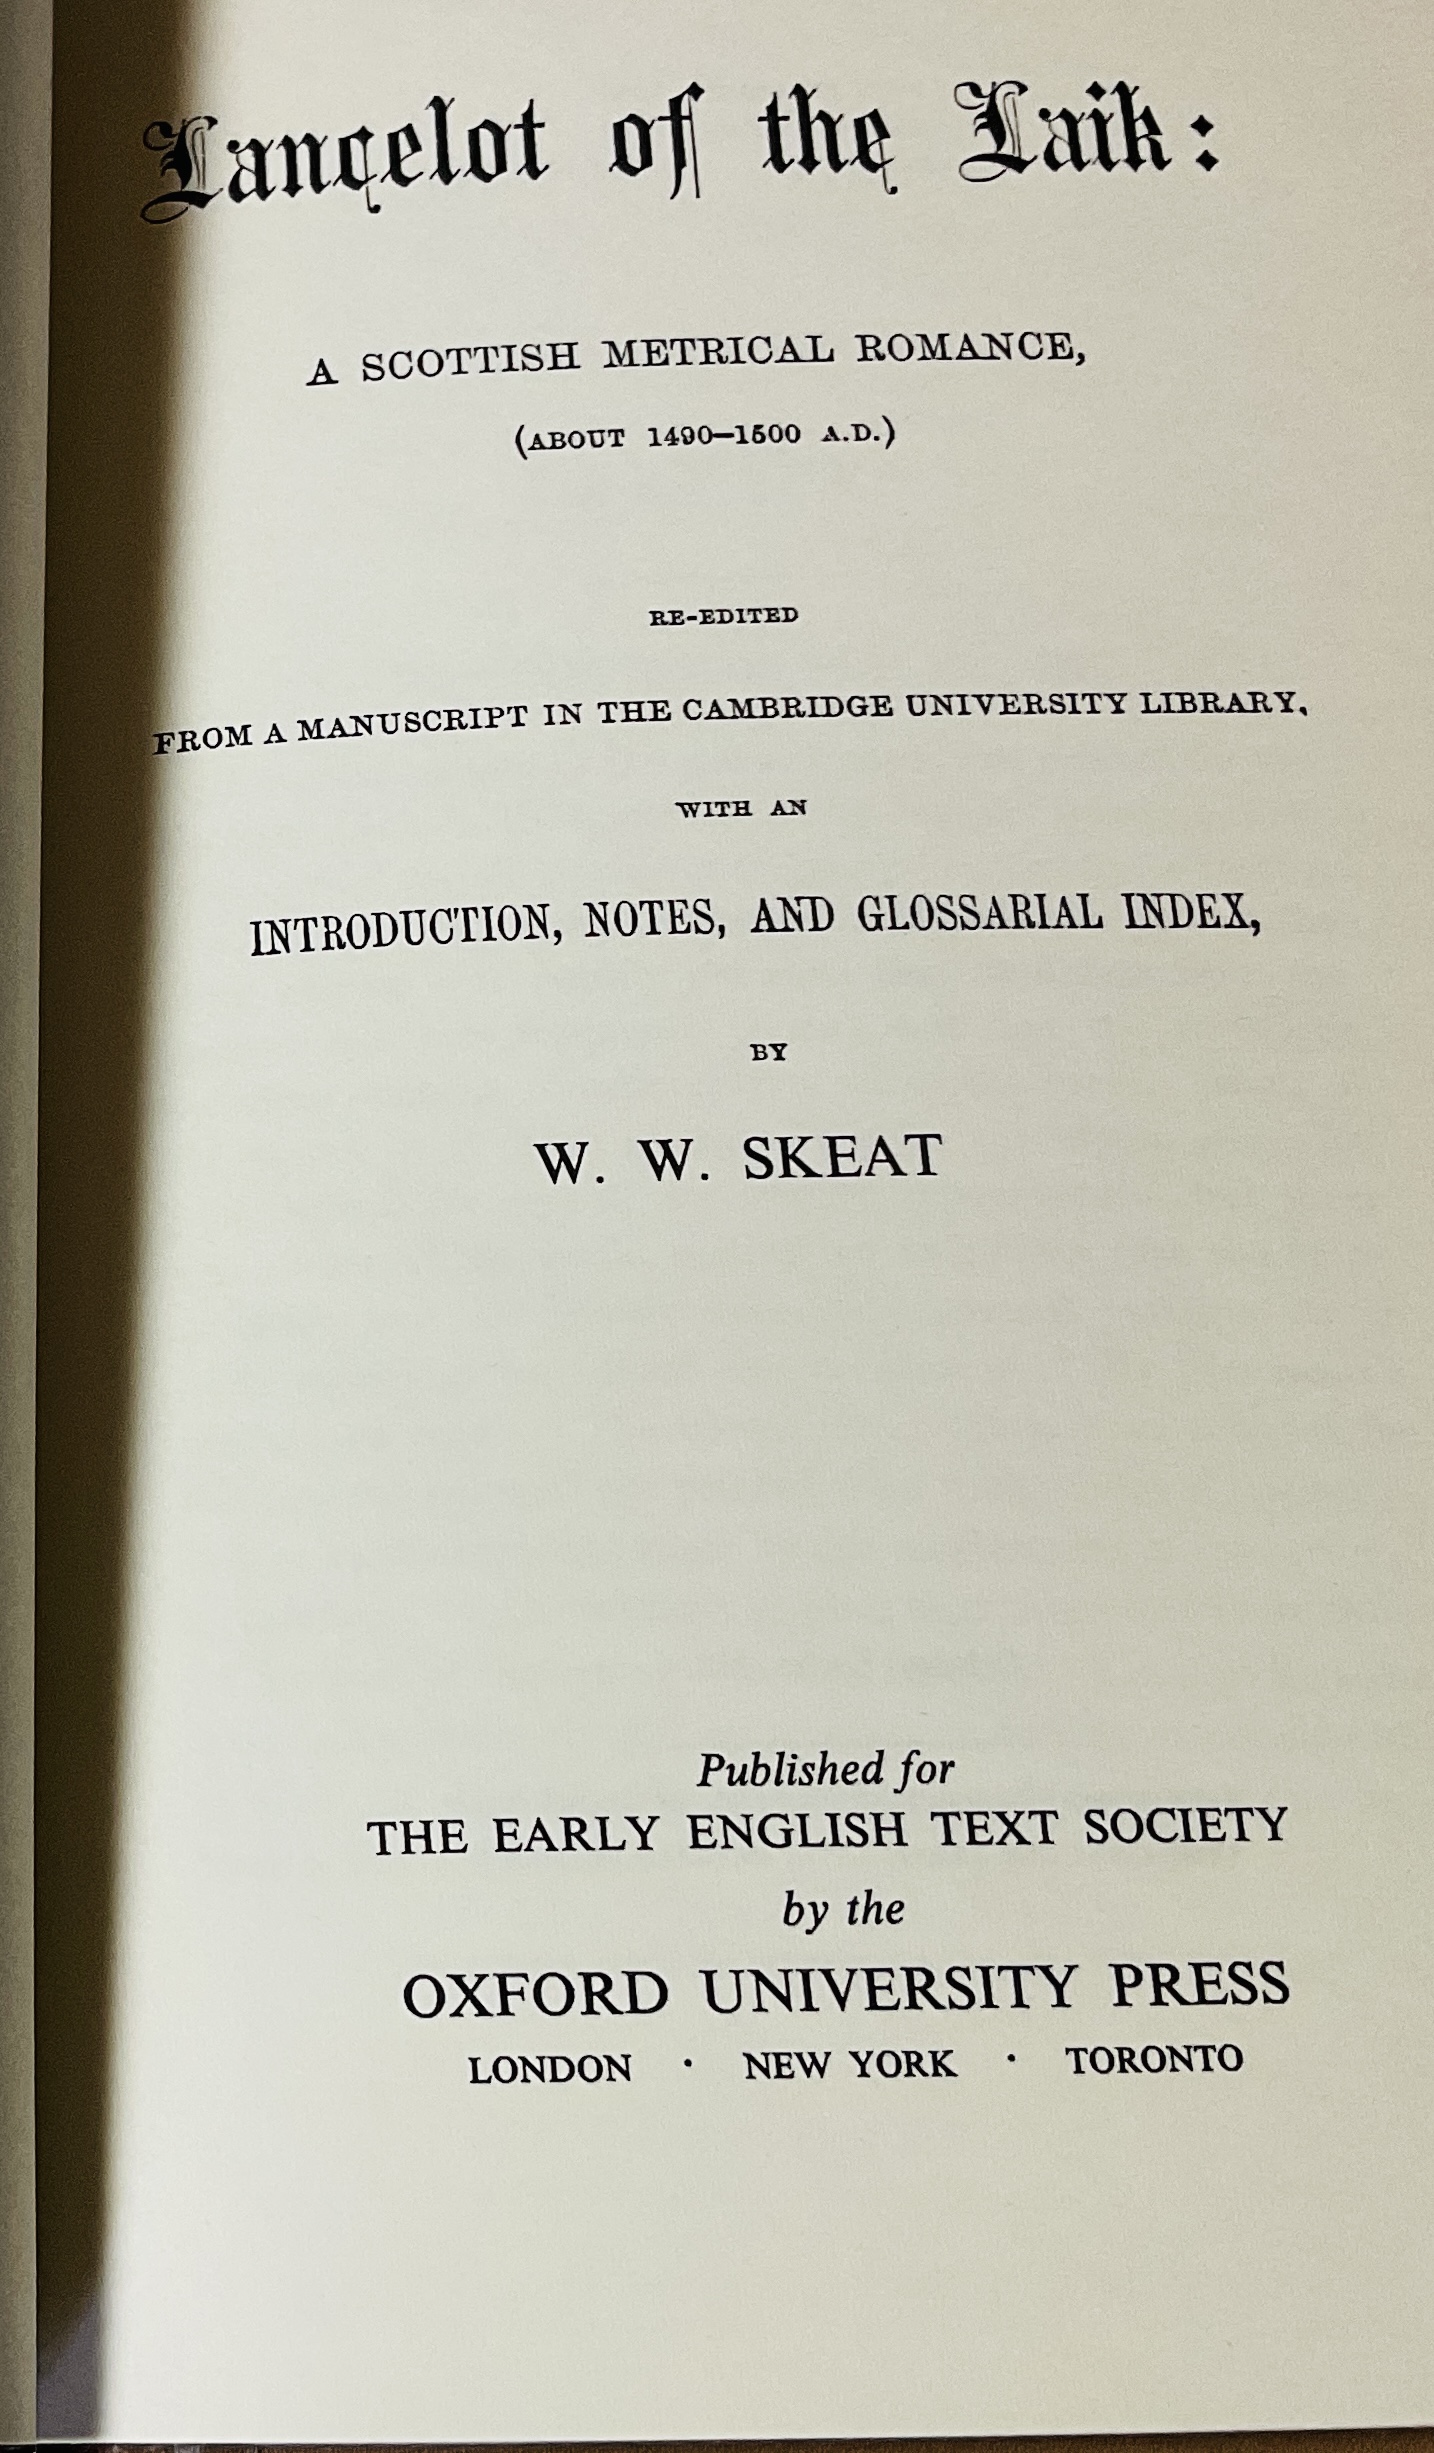 Lancelot of the Laik:
A SCOTTISH METRICAL ROMANCE,
(ABOUT 1490–1500 A.D.)
RE-EDITED
FROM A MANUSCRIPT IN THE CAMBRIDGE UNIVERSITY LIBRARY,
WITH AN
INTRODUCTION, NOTES, AND GLOSSARIAL INDEX,
BY
W. W. SKEAT
Published for
THE EARLY ENGLISH TEXT SOCIETY
by the
OXFORD UNIVERSITY PRESS
LONDON · NEW YORK · TORONTO